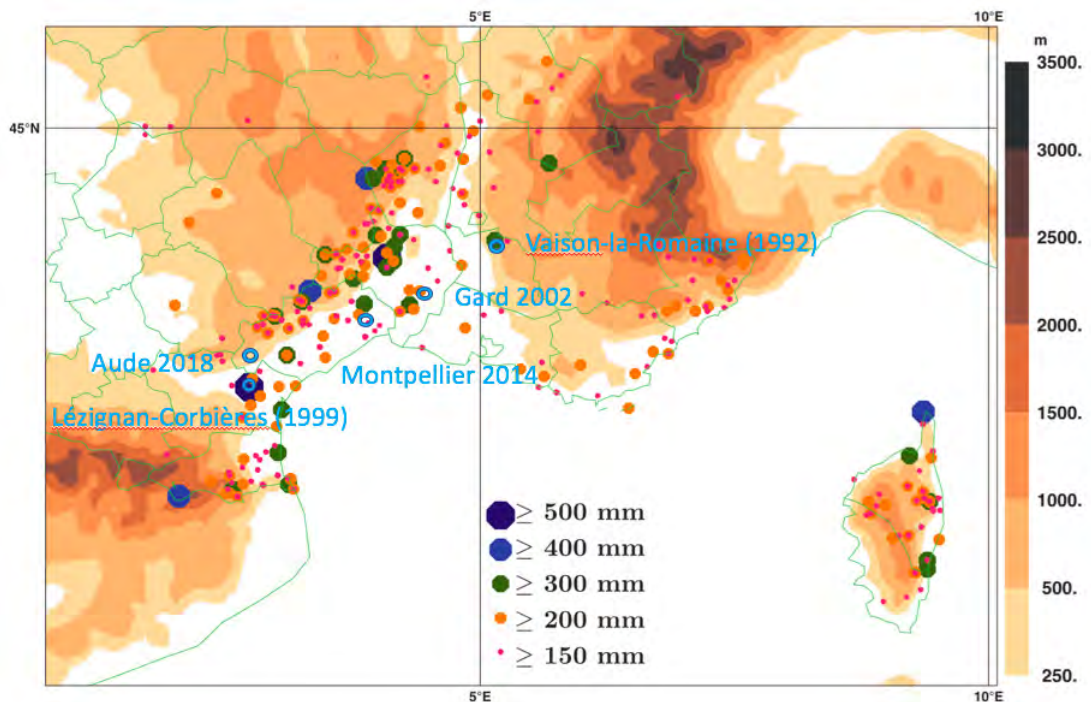 5°E 10°E
m
3500.
45°N
3000.
2500.
Vaison-la-Romaine (1992)
Gard 2002
2000.
Aude 2018
Montpellier 2014
Lézignan-Corbières (1999)
1500.
1000.
≥ 500 mm
≥ 400 mm
≥ 300 mm
500.
≥ 200 mm
≥ 150 mm
250.
5°E 10°E